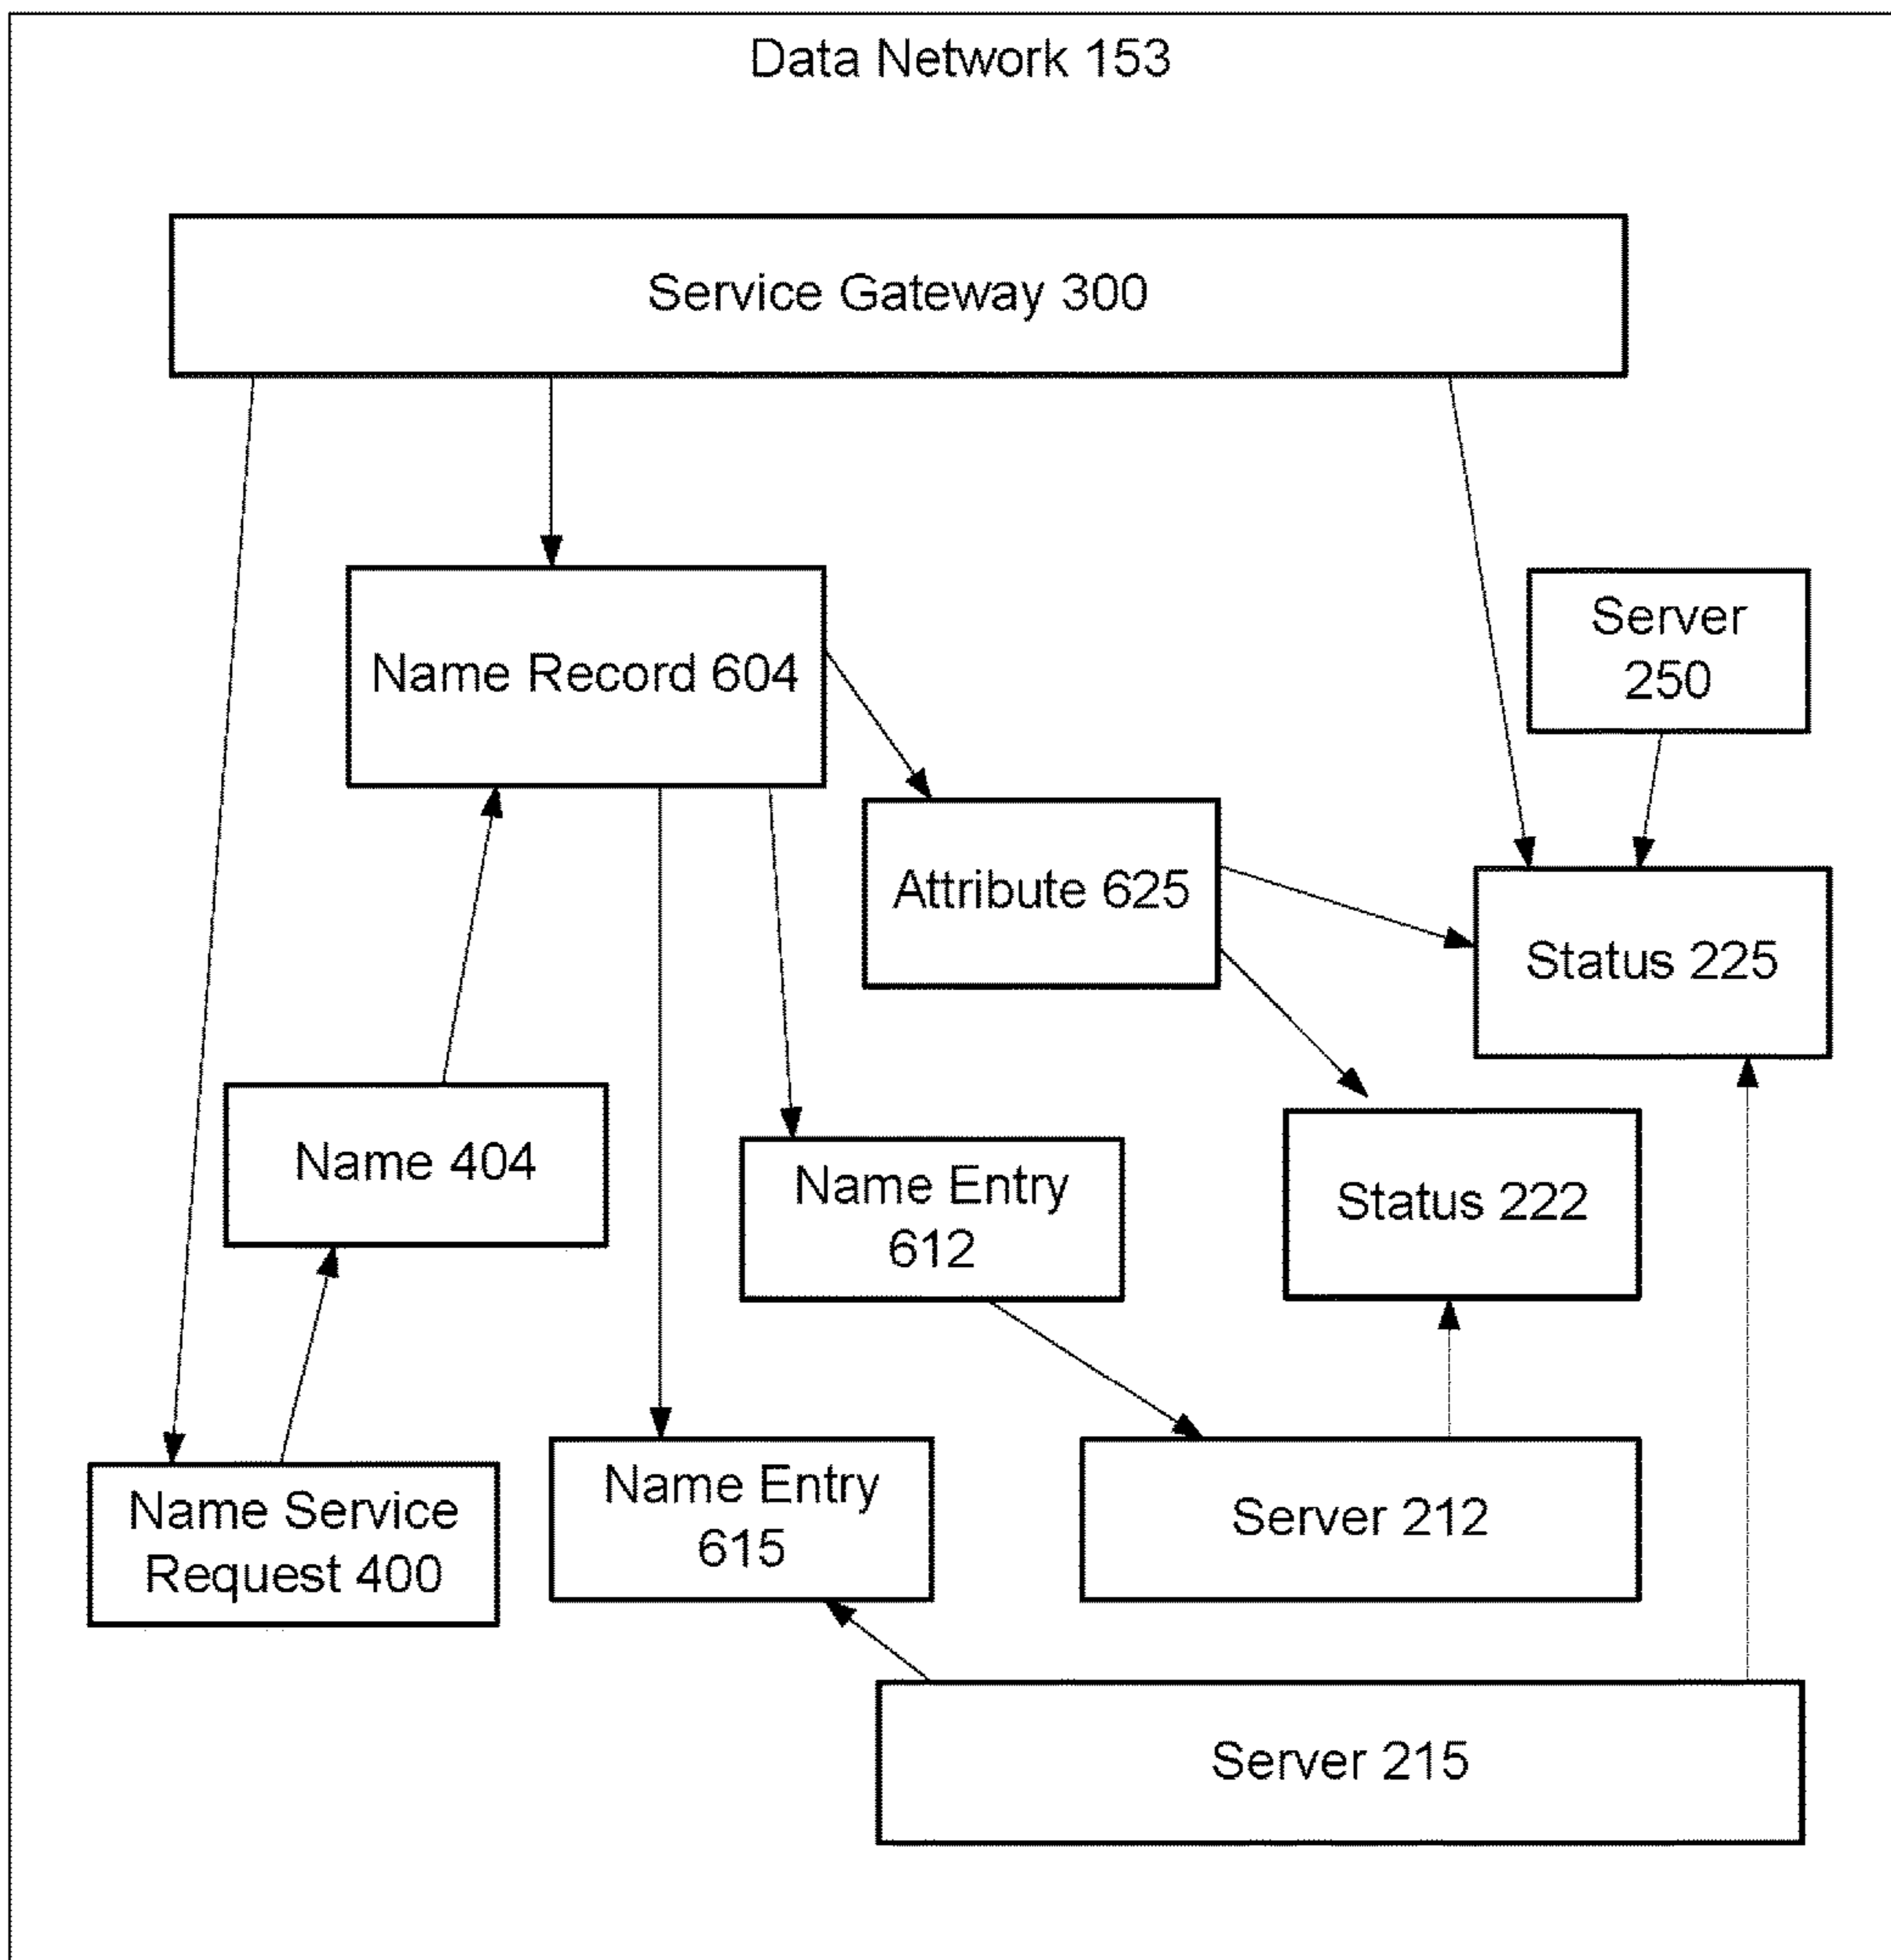 Data Network 153
Service Gateway 300
Server
250
Name Record 604
Attribute 625
Status 225
Name 404
Name Entry
612
Status 222
Name Service
Request 400
Name Entry
615
Server 212
Server 215